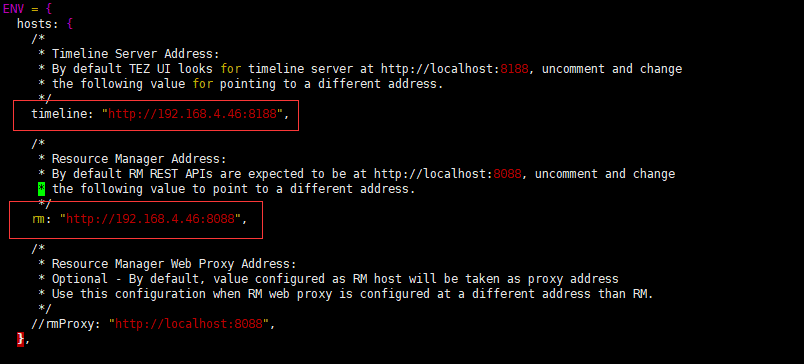 ENV = {
  hosts: {
    /*
     * Timeline Server Address:
     * By default TEZ UI looks for timeline server at http://localhost:8188, uncomment and change
     * the following value for pointing to a different address.
     */
    timeline: "http://192.168.4.46:8188",

    /*
     * Resource Manager Address:
     * By default RM REST APIs are expected to be at http://localhost:8088, uncomment and change
     * the following value to point to a different address.
     */
    rm: "http://192.168.4.46:8088",

    /*
     * Resource Manager Web Proxy Address:
     * Optional - By default, value configured as RM host will be taken as proxy address
     * Use this configuration when RM web proxy is configured at a different address than RM.
     */
    //rmProxy: "http://localhost:8088",
  },